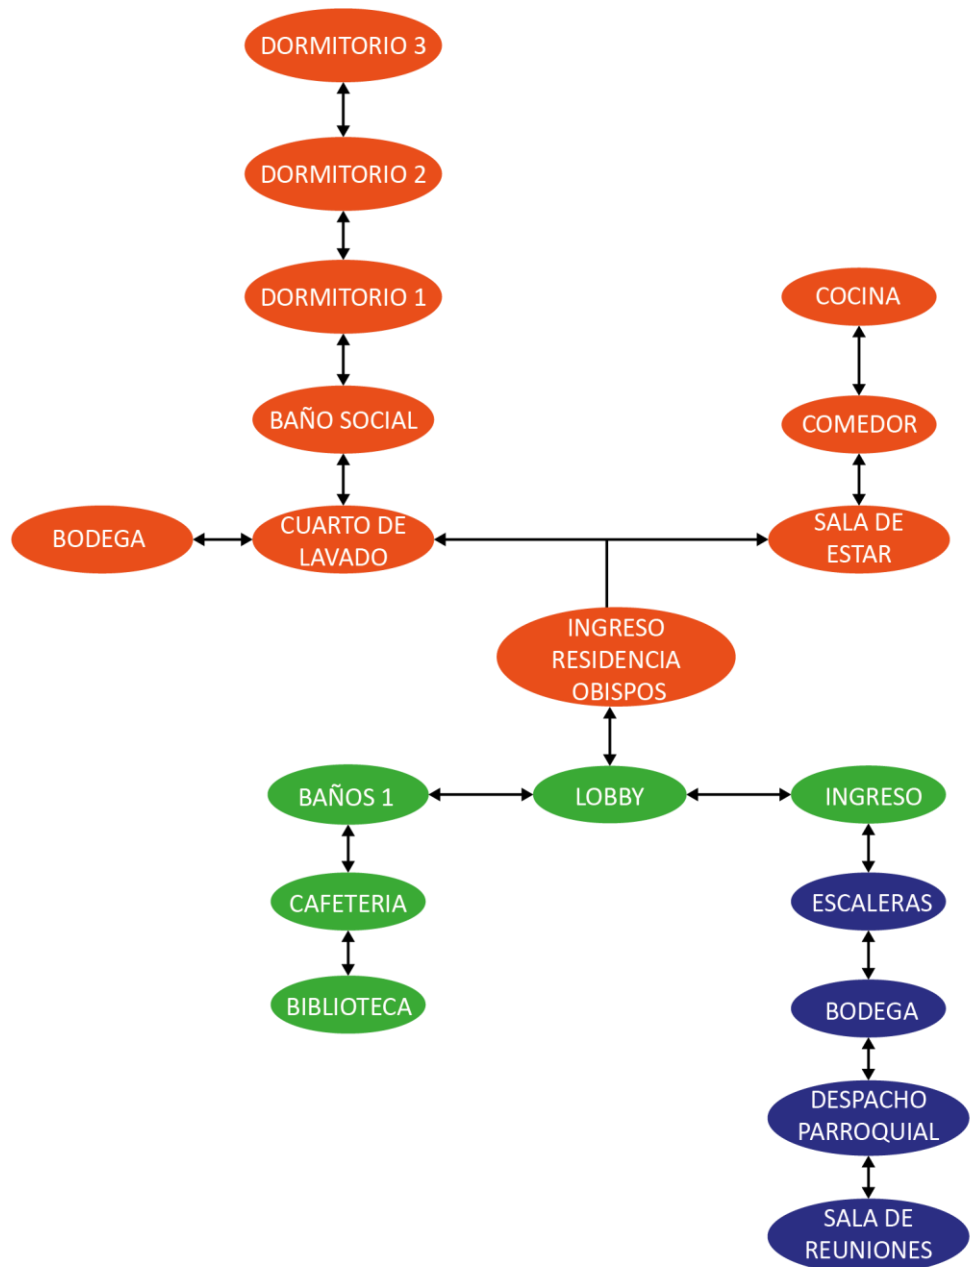 DORMITORIO 3
DORMITORIO 2
DORMITORIO 1
COCINA
BAÑO SOCIAL
COMEDOR
BODEGA
CUARTO DE
LAVADO
SALA DE
ESTAR
INGRESO
RESIDENCIA
OBISPOS
BAÑOS 1
LOBBY
INGRESO
CAFETERIA
ESCALERAS
BIBLIOTECA
BODEGA
DESPACHO
PARROQUIAL
SALA DE
REUNIONES